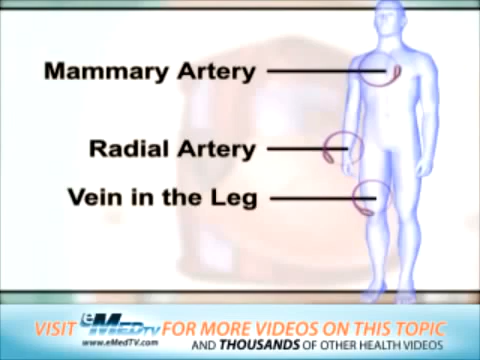 Mammary Artery
Radial Artery
Vein in the Leg
VISIT eMEDTV FOR MORE VIDEOS ON THIS TOPIC
www.eMedTV.com AND THOUSANDS OF OTHER HEALTH VIDEOS